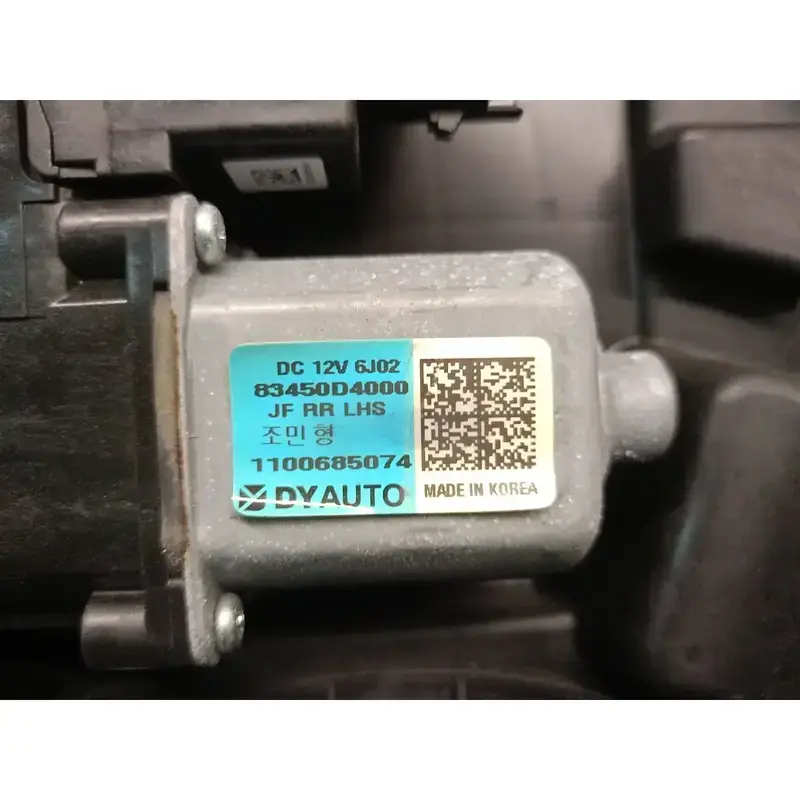 DC 12V 6J02
83450D4000
JF RR LHS
조민형
1100685074
DYAUTO
MADE IN KOREA